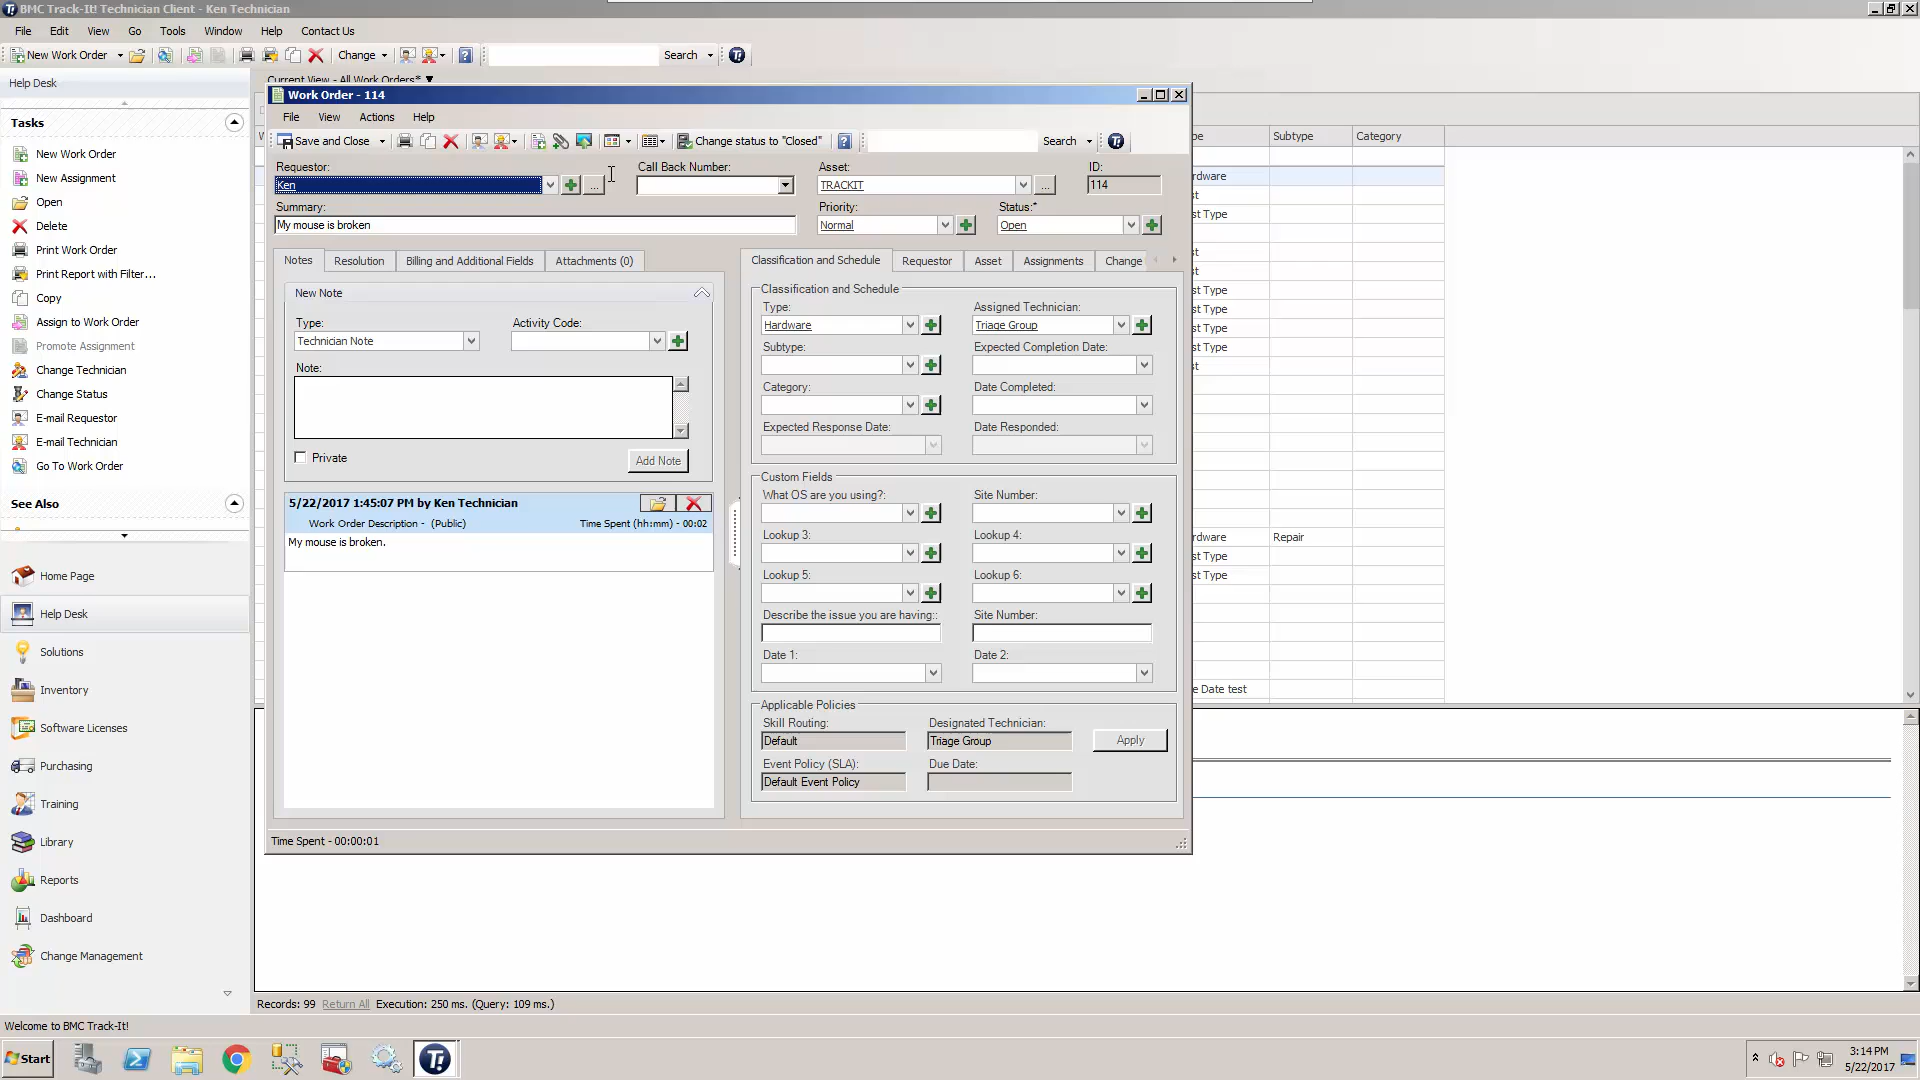 BMC Track-It! Technician Client - Ken Technician
File Edit View Go Tools Window Help Contact Us
New Work Order Change Search
Help Desk
Current View - All Work Orders*
Tasks
New Work Order
New Assignment
Open
Delete
Print Work Order
Print Report with Filter...
Copy
Assign to Work Order
Promote Assignment
Change Technician
Change Status
E-mail Requestor
E-mail Technician
Go To Work Order
See Also
Home Page
Help Desk
Solutions
Inventory
Software Licenses
Purchasing
Training
Library
Reports
Dashboard
Change Management
Work Order - 114
File View Actions Help
Save and Close Change status to "Closed" Search
Requestor: Call Back Number: Asset: ID:
Ken ... TRACKIT ... 114
Summary: Priority: Status:*
My mouse is broken Normal Open
Notes Resolution Billing and Additional Fields Attachments (0)
New Note
Type: Activity Code:
Technician Note
Note:
Private Add Note
5/22/2017 1:45:07 PM by Ken Technician
Work Order Description - (Public) Time Spent (hh:mm) - 00:02
My mouse is broken.
Classification and Schedule Requestor Asset Assignments Change
Classification and Schedule
Type: Assigned Technician:
Hardware Triage Group
Subtype: Expected Completion Date:
Category: Date Completed:
Expected Response Date: Date Responded:
Custom Fields
What OS are you using?: Site Number:
Lookup 3: Lookup 4:
Lookup 5: Lookup 6:
Describe the issue you are having:: Site Number:
Date 1: Date 2:
Applicable Policies
Skill Routing: Designated Technician:
Default Triage Group Apply
Event Policy (SLA): Due Date:
Default Event Policy
Time Spent - 00:00:01
pe Subtype Category
rdware
st
st Type
st
st
st Type
st Type
st Type
st Type
st
rdware Repair
st Type
st Type
e Date test
Records: 99 Return All Execution: 250 ms. (Query: 109 ms.)
Welcome to BMC Track-It!
Start
3:14 PM
5/22/2017